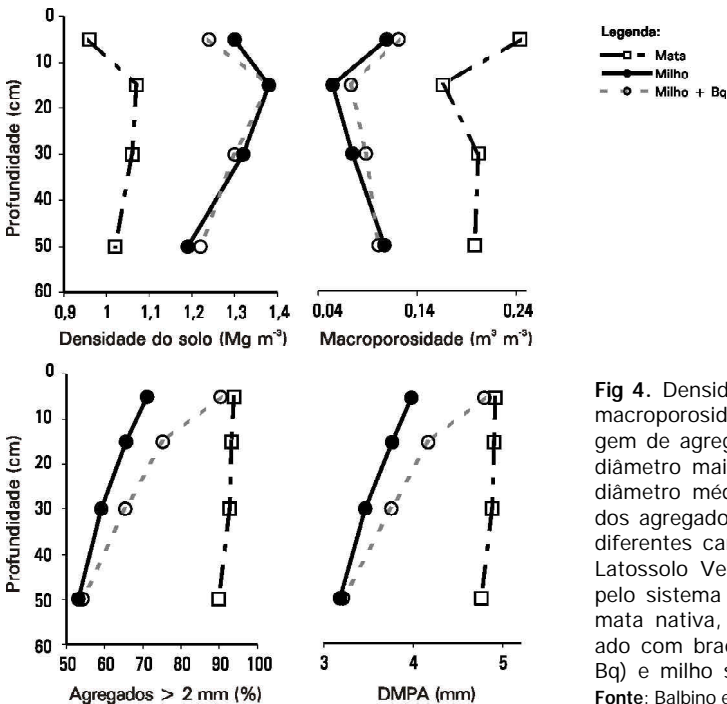 0
10
20
30
40
50
60
Profundidade (cm)
0,9 1 1,1 1,2 1,3 1,4
Densidade do solo (Mg m⁻³)
0,04 0,14 0,24
Macroporosidade (m³ m⁻³)
Legenda:
Mata
Milho
Milho + Bq
0
10
20
30
40
50
60
Profundidade (cm)
50 60 70 80 90 100
Agregados > 2 mm (%)
3 4 5
DMPA (mm)
Fig 4. Densid
macroporosid
gem de agreg
diâmetro mai
diâmetro méd
dos agregado
diferentes ca
Latossolo Ve
pelo sistema
mata nativa,
ado com brac
Bq) e milho s
Fonte: Balbino e